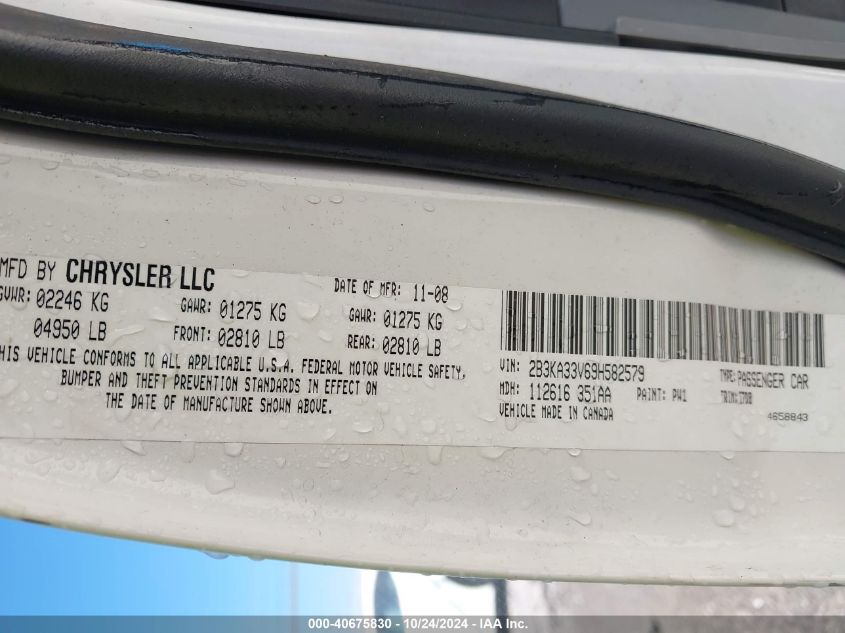 MFD BY CHRYSLER LLC
DATE OF MFR: 11-08
GVWR: 02246 KG
GAWR: 01275 KG
GAWR: 01275 KG
04950 LB
FRONT: 02810 LB
REAR: 02810 LB
THIS VEHICLE CONFORMS TO ALL APPLICABLE U.S.A. FEDERAL MOTOR VEHICLE SAFETY,
BUMPER AND THEFT PREVENTION STANDARDS IN EFFECT ON
THE DATE OF MANUFACTURE SHOWN ABOVE.
VIN: 2B3KA33V69H582579
TYPE: PASSENGER CAR
MDH: 112616 351AA
PAINT: PW1
TRIM:
VEHICLE MADE IN CANADA
4658843
000-40675830 - 10/24/2024 - IAA Inc.